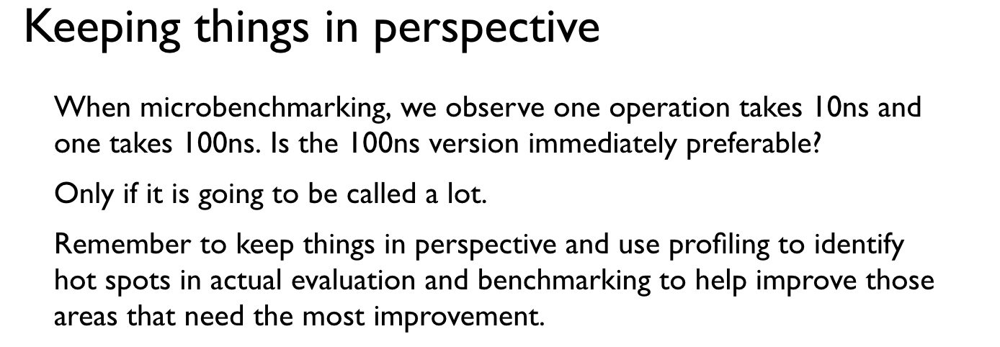 Keeping things in perspective
When microbenchmarking, we observe one operation takes 10ns and
one takes 100ns. Is the 100ns version immediately preferable?
Only if it is going to be called a lot.
Remember to keep things in perspective and use profiling to identify
hot spots in actual evaluation and benchmarking to help improve those
areas that need the most improvement.